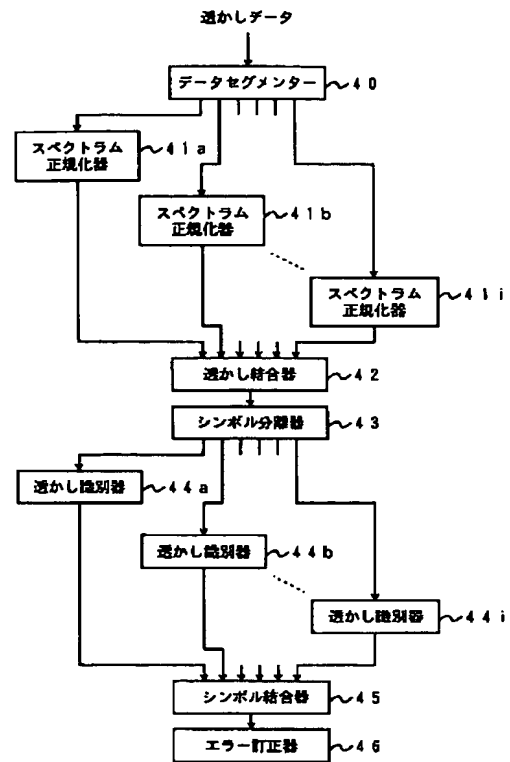 透かしデータ
データセグメンター
40
スペクトラム
正規化器
41a
スペクトラム
正規化器
41b
スペクトラム
正規化器
41i
透かし結合器
42
シンボル分離器
43
透かし識別器
44a
透かし識別器
44b
透かし識別器
44i
シンボル結合器
45
エラー訂正器
46